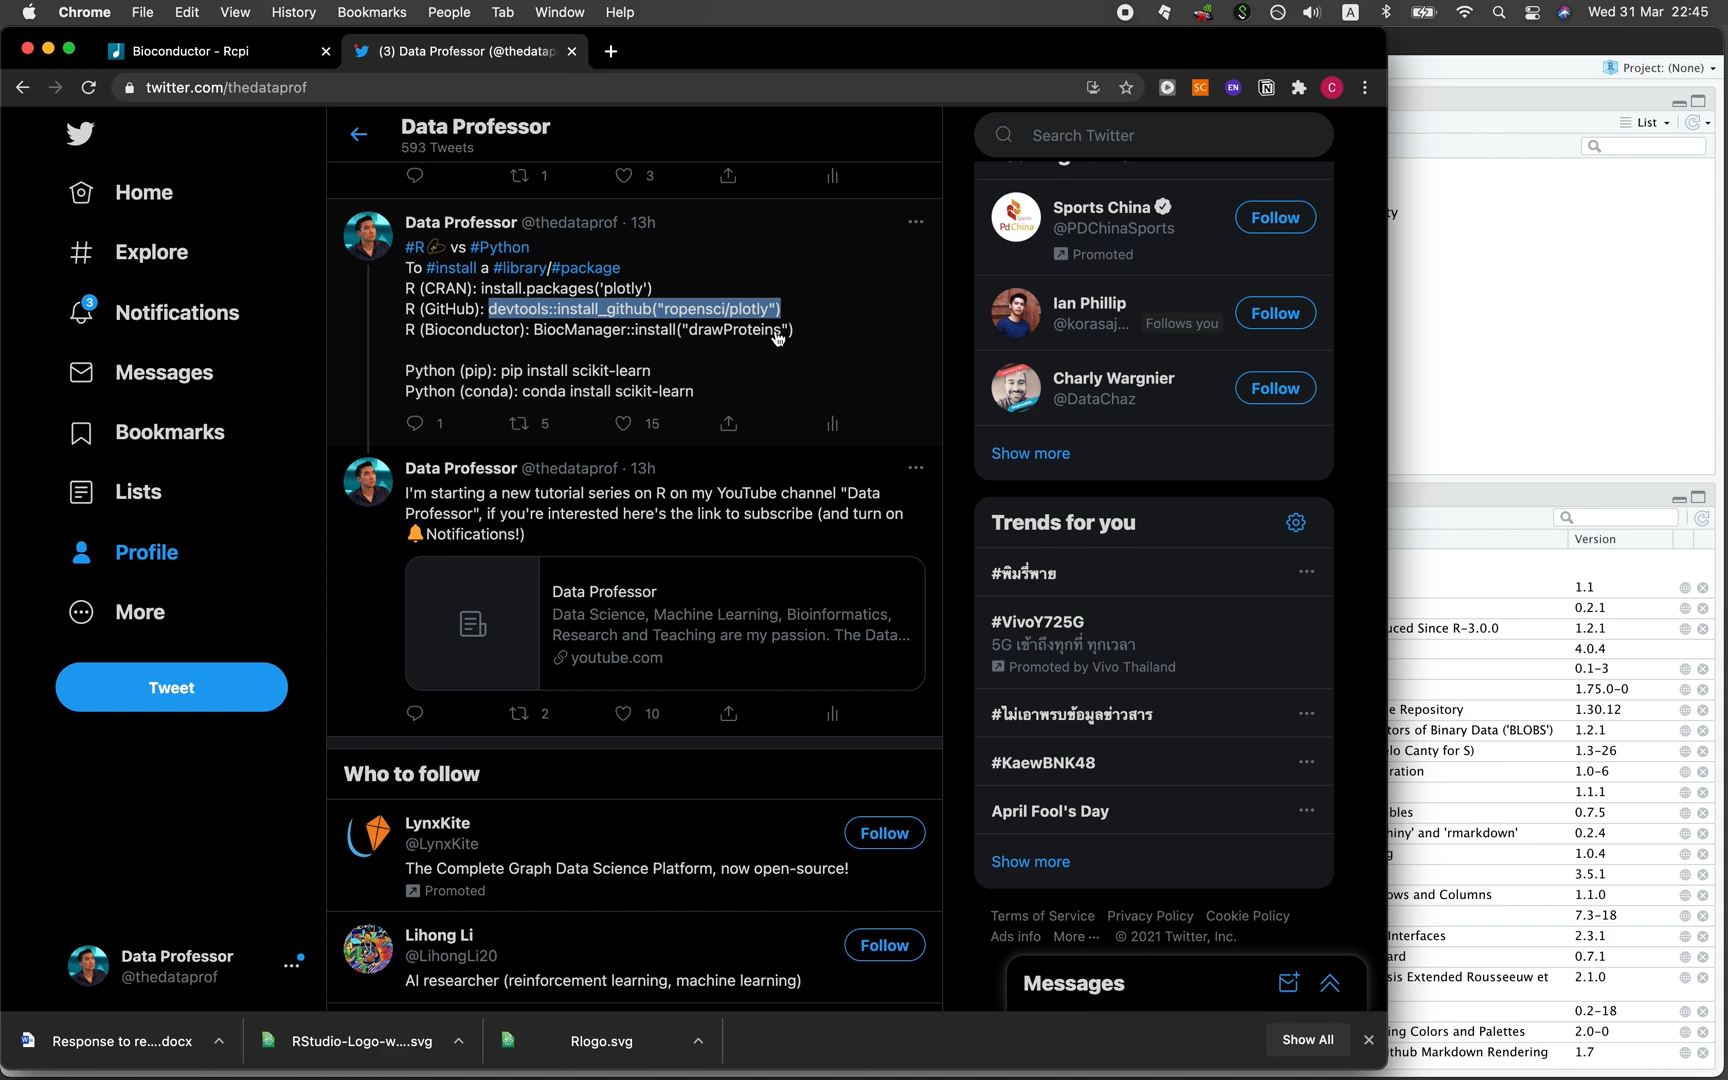 Chrome File Edit View History Bookmarks People Tab Window Help
A
Wed 31 Mar 22:45
Bioconductor - Rcpi
(3) Data Professor (@thedatap
twitter.com/thedataprof
SC
EN
C
Project: (None)
List
ty
Home
Explore
3
Notifications
Messages
Bookmarks
Lists
Profile
More
Tweet
Data Professor
@thedataprof
Data Professor
593 Tweets
1 3
Data Professor @thedataprof · 13h
#R vs #Python
To #install a #library/#package
R (CRAN): install.packages('plotly')
R (GitHub): devtools::install_github("ropensci/plotly")
R (Bioconductor): BiocManager::install("drawProteins")
Python (pip): pip install scikit-learn
Python (conda): conda install scikit-learn
1 5 15
Data Professor @thedataprof · 13h
I'm starting a new tutorial series on R on my YouTube channel "Data
Professor", if you're interested here's the link to subscribe (and turn on
🔔Notifications!)
Data Professor
Data Science, Machine Learning, Bioinformatics,
Research and Teaching are my passion. The Data...
youtube.com
2 10
Who to follow
LynxKite
@LynxKite
Follow
The Complete Graph Data Science Platform, now open-source!
Promoted
Lihong Li
@LihongLi20
Follow
AI researcher (reinforcement learning, machine learning)
Search Twitter
Sports China
@PDChinaSports
Promoted
Follow
Ian Phillip
@korasaj... Follows you
Follow
Charly Wargnier
@DataChaz
Follow
Show more
Trends for you
#พิมรี่พาย
#VivoY725G
5G เข้าถึงทุกที่ ทุกเวลา
Promoted by Vivo Thailand
#ไม่เอาพรบข้อมูลข่าวสาร
#KaewBNK48
April Fool's Day
Show more
Terms of Service Privacy Policy Cookie Policy
Ads info More ··· © 2021 Twitter, Inc.
Messages
Version
1.1
0.2.1
uced Since R-3.0.0 1.2.1
4.0.4
0.1-3
1.75.0-0
e Repository 1.30.12
tors of Binary Data ('BLOBS') 1.2.1
lo Canty for S) 1.3-26
ration 1.0-6
1.1.1
bles 0.7.5
hiny' and 'rmarkdown' 0.2.4
g 1.0.4
3.5.1
ows and Columns 1.1.0
7.3-18
Interfaces 2.3.1
ard 0.7.1
sis Extended Rousseeuw et 2.1.0
0.2-18
ing Colors and Palettes 2.0-0
ithub Markdown Rendering 1.7
Response to re....docx
RStudio-Logo-w....svg
Rlogo.svg
Show All